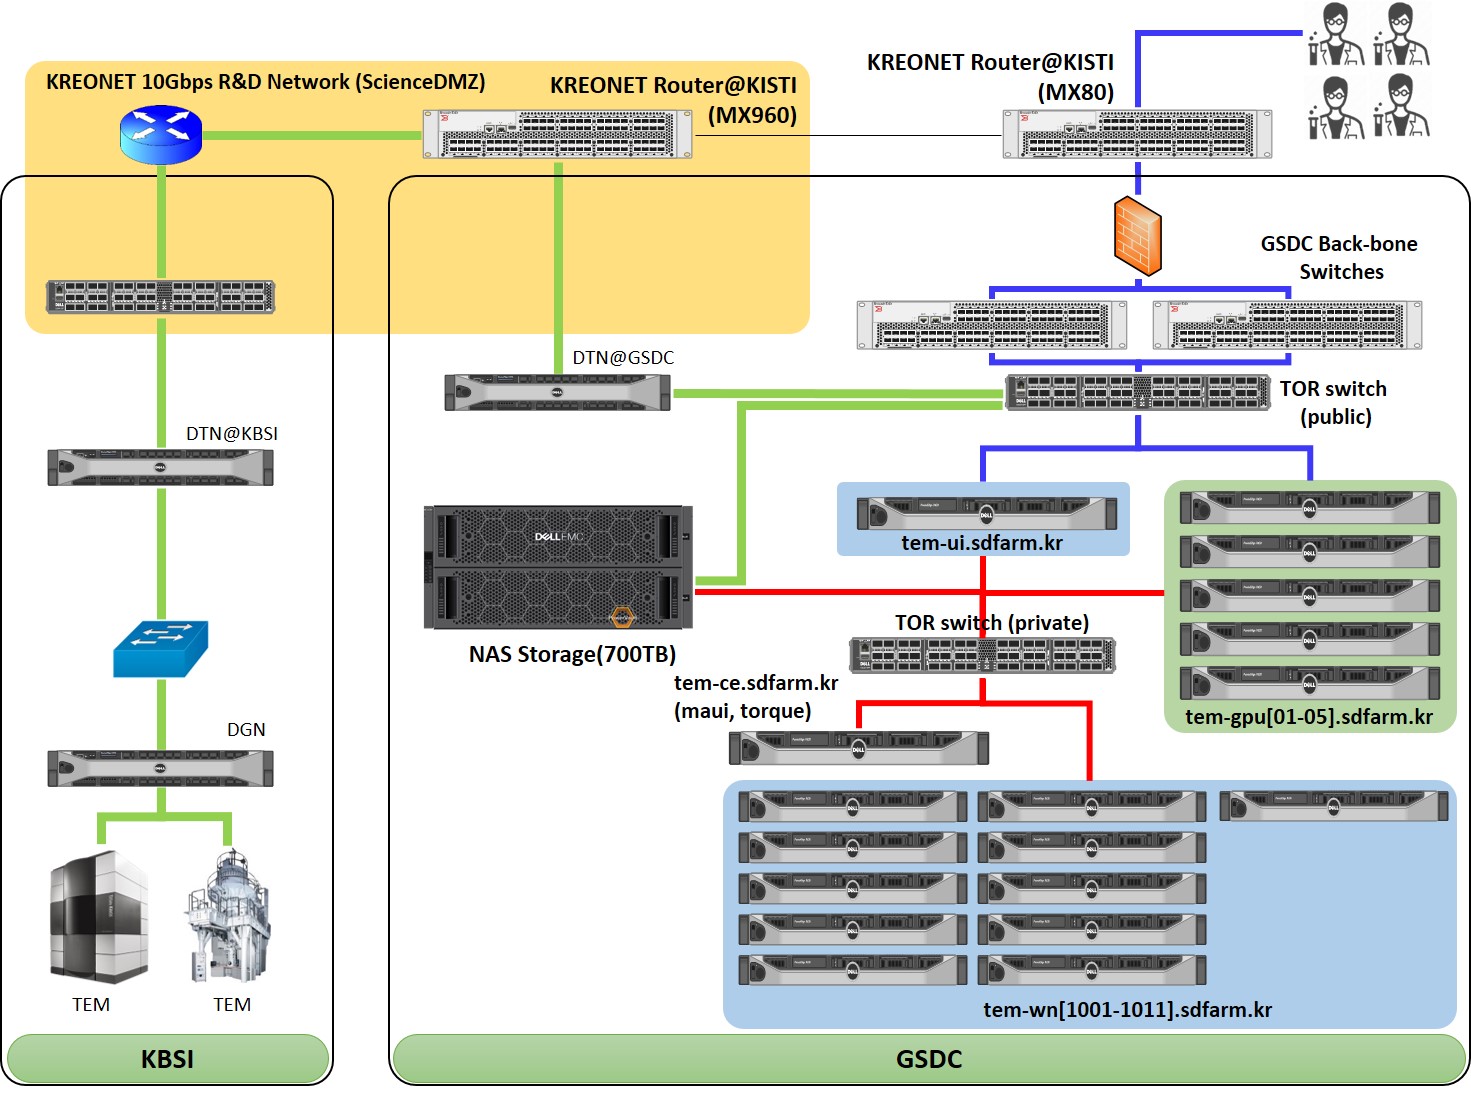 KREONET 10Gbps R&D Network (ScienceDMZ)
KREONET Router@KISTI
(MX960)
KREONET Router@KISTI
(MX80)
GSDC Back-bone
Switches
DTN@GSDC
TOR switch
(public)
DTN@KBSI
DELL EMC
tem-ui.sdfarm.kr
TOR switch (private)
NAS Storage(700TB)
tem-ce.sdfarm.kr
(maui, torque)
tem-gpu[01-05].sdfarm.kr
DGN
TEM
TEM
tem-wn[1001-1011].sdfarm.kr
KBSI
GSDC